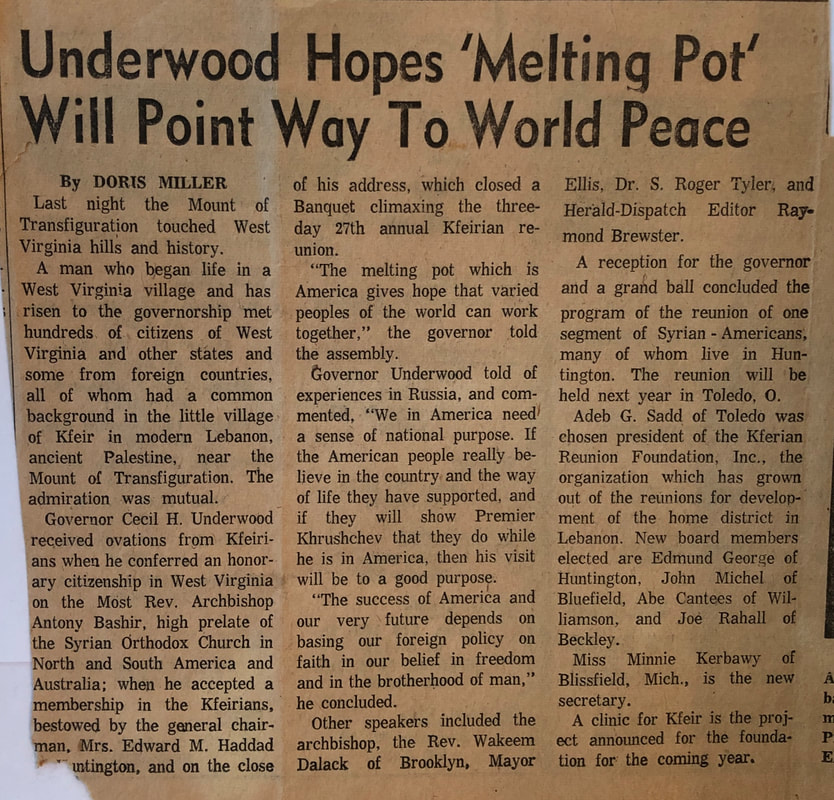 Underwood Hopes 'Melting Pot'
Will Point Way To World Peace
By DORIS MILLER
Last night the Mount of
Transfiguration touched West
Virginia hills and history.
A man who began life in a
West Virginia village and has
risen to the governorship met
hundreds of citizens of West
Virginia and other states and
some from foreign countries,
all of whom had a common
background in the little village
of Kfeir in modern Lebanon,
ancient Palestine, near the
Mount of Transfiguration. The
admiration was mutual.
Governor Cecil H. Underwood
received ovations from Kfeiri-
ans when he conferred an honor-
ary citizenship in West Virginia
on the Most Rev. Archbishop
Antony Bashir, high prelate of
the Syrian Orthodox Church in
North and South America and
Australia; when he accepted a
membership in the Kfeirians,
bestowed by the general chair-
man, Mrs. Edward M. Haddad
untington, and on the close
of his address, which closed a
Banquet climaxing the three-
day 27th annual Kfeirian re-
union.
"The melting pot which is
America gives hope that varied
peoples of the world can work
together," the governor told
the assembly.
Governor Underwood told of
experiences in Russia, and com-
mented, "We in America need
a sense of national purpose. If
the American people really be-
lieve in the country and the way
of life they have supported, and
if they will show Premier
Khrushchev that they do while
he is in America, then his visit
will be to a good purpose.
"The success of America and
our very future depends on
basing our foreign policy on
faith in our belief in freedom
and in the brotherhood of man,"
he concluded.
Other speakers included the
archbishop, the Rev. Wakeem
Dalack of Brooklyn, Mayor
Ellis, Dr. S. Roger Tyler, and
Herald-Dispatch Editor Ray-
mond Brewster.
A reception for the governor
and a grand ball concluded the
program of the reunion of one
segment of Syrian - Americans,
many of whom live in Hun-
tington. The reunion will be
held next year in Toledo, O.
Adeb G. Sadd of Toledo was
chosen president of the Kferian
Reunion Foundation, Inc., the
organization which has grown
out of the reunions for develop-
ment of the home district in
Lebanon. New board members
elected are Edmund George of
Huntington, John Michel of
Bluefield, Abe Cantees of Wil-
liamson, and Joe Rahall of
Beckley.
Miss Minnie Kerbawy of
Blissfield, Mich., is the new
secretary.
A clinic for Kfeir is the proj-
ect announced for the founda-
tion for the coming year.